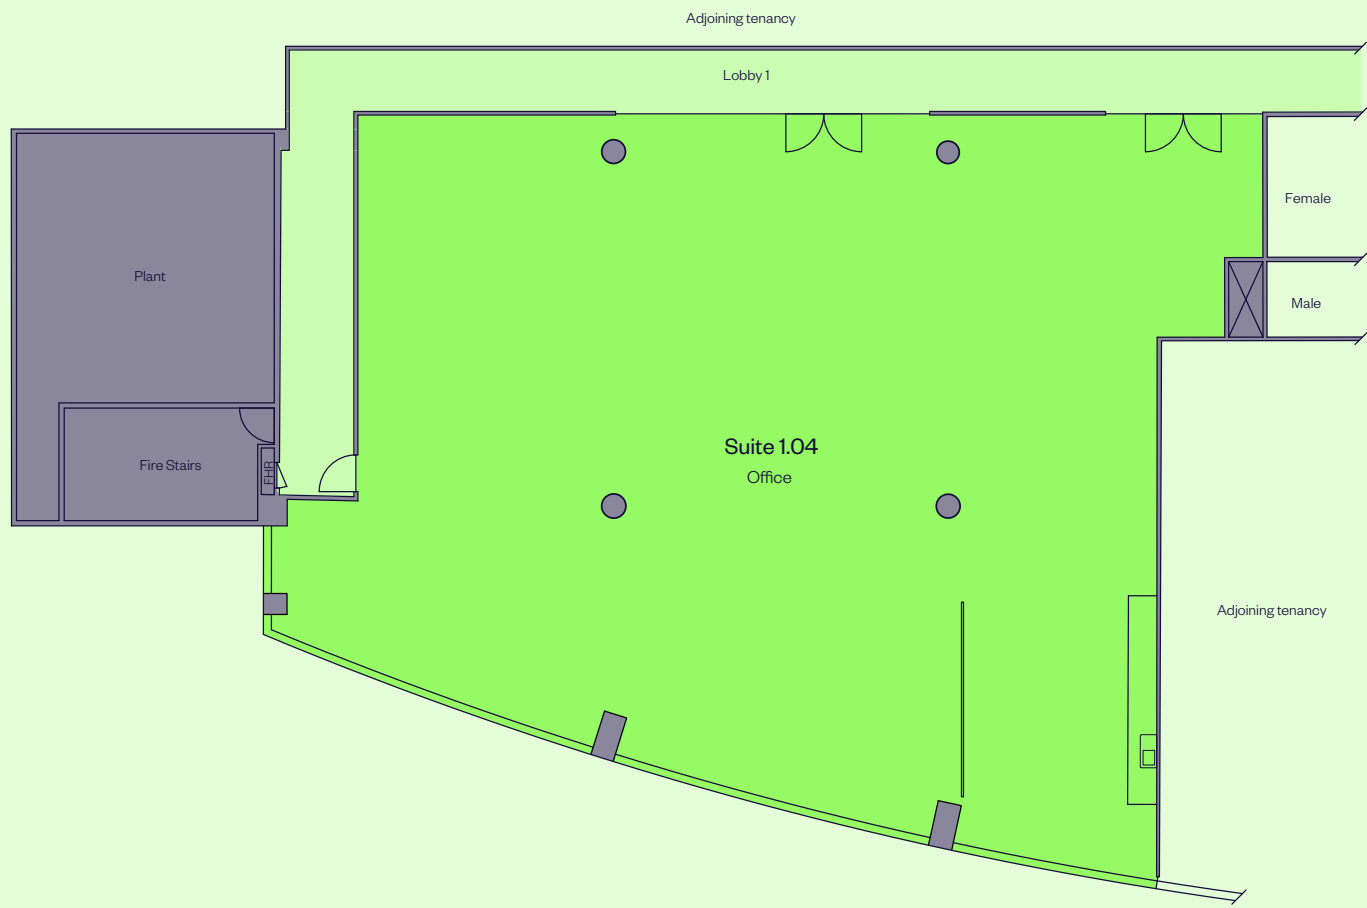 Adjoining tenancy
Lobby 1
Female
Plant
Male
Suite 1.04
Office
Fire Stairs
FHR
Adjoining tenancy